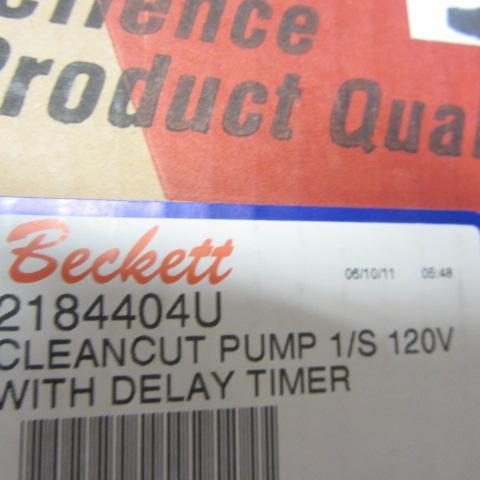 Product Qual
Beckett
06/10/11 05:48
2184404U
CLEANCUT PUMP 1/S 120V
WITH DELAY TIMER